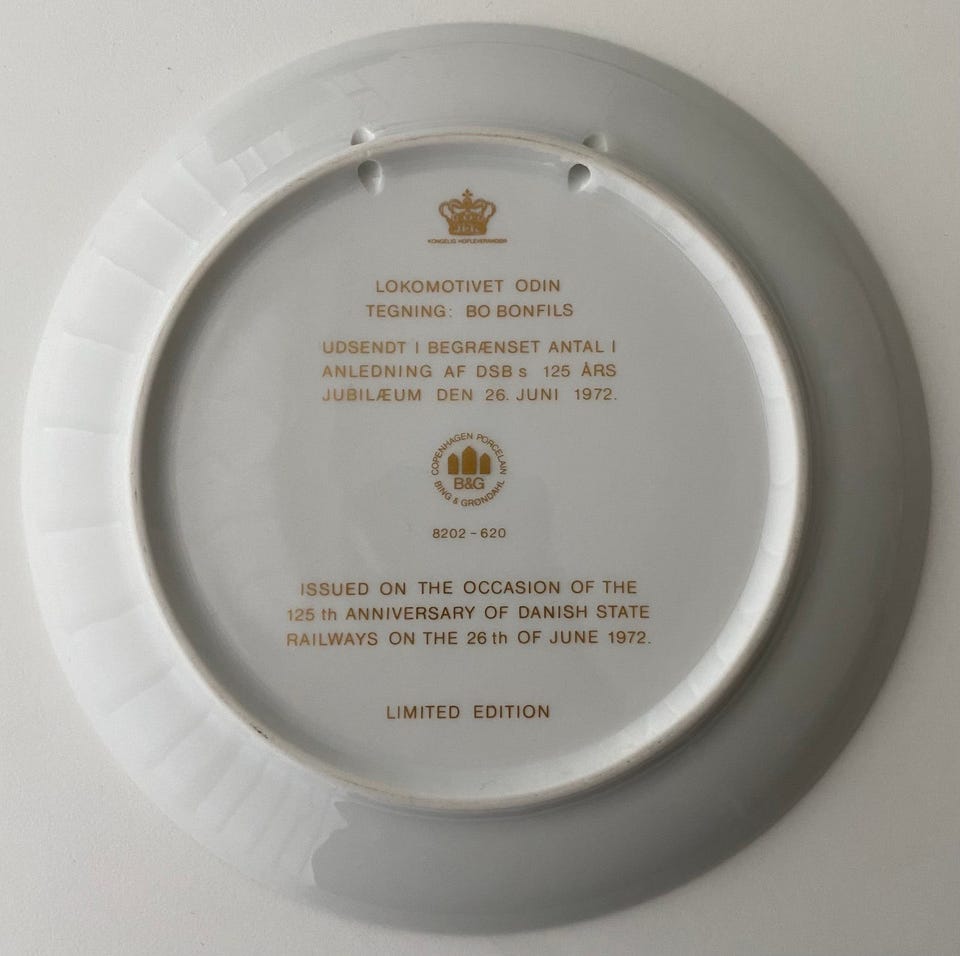 KONGELIG HOFLEVERANDØR
LOKOMOTIVET ODIN
TEGNING: BO BONFILS
UDSENDT I BEGRÆNSET ANTAL I
ANLEDNING AF DSBs 125 ÅRS
JUBILÆUM DEN 26. JUNI 1972.
COPENHAGEN PORCELAIN
B&G
BING & GRØNDAHL
8202-620
ISSUED ON THE OCCASION OF THE
125 th ANNIVERSARY OF DANISH STATE
RAILWAYS ON THE 26 th OF JUNE 1972.
LIMITED EDITION